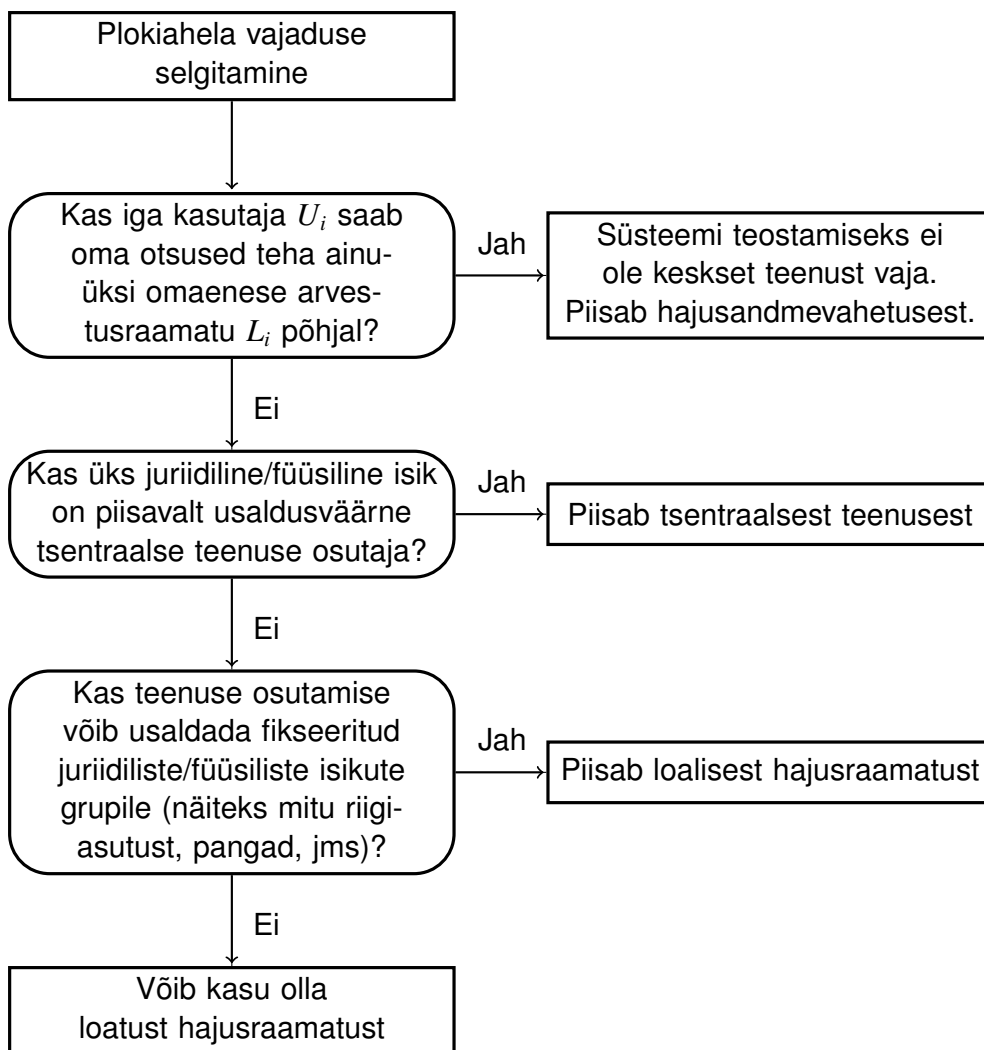 Plokiahela vajaduse
selgitamine
Kas iga kasutaja U_i saab
oma otsused teha ainu-
üksi omaenese arves-
tusraamatu L_i põhjal?
Jah
Süsteemi teostamiseks ei
ole keskset teenust vaja.
Piisab hajusandmevahetusest.
Ei
Kas üks juriidiline/füüsiline isik
on piisavalt usaldusväärne
tsentraalse teenuse osutaja?
Jah
Piisab tsentraalsest teenusest
Ei
Kas teenuse osutamise
võib usaldada fikseeritud
juriidiliste/füüsiliste isikute
grupile (näiteks mitu riigi-
asutust, pangad, jms)?
Jah
Piisab loalisest hajusraamatust
Ei
Võib kasu olla
loatust hajusraamatust